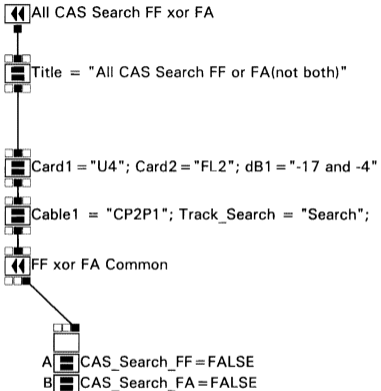 All CAS Search FF xor FA
Title = "All CAS Search FF or FA(not both)"
Card1="U4"; Card2="FL2"; dB1="-17 and -4"
Cable1 = "CP2P1"; Track_Search = "Search";
FF xor FA Common
A CAS_Search_FF=FALSE
B CAS_Search_FA=FALSE